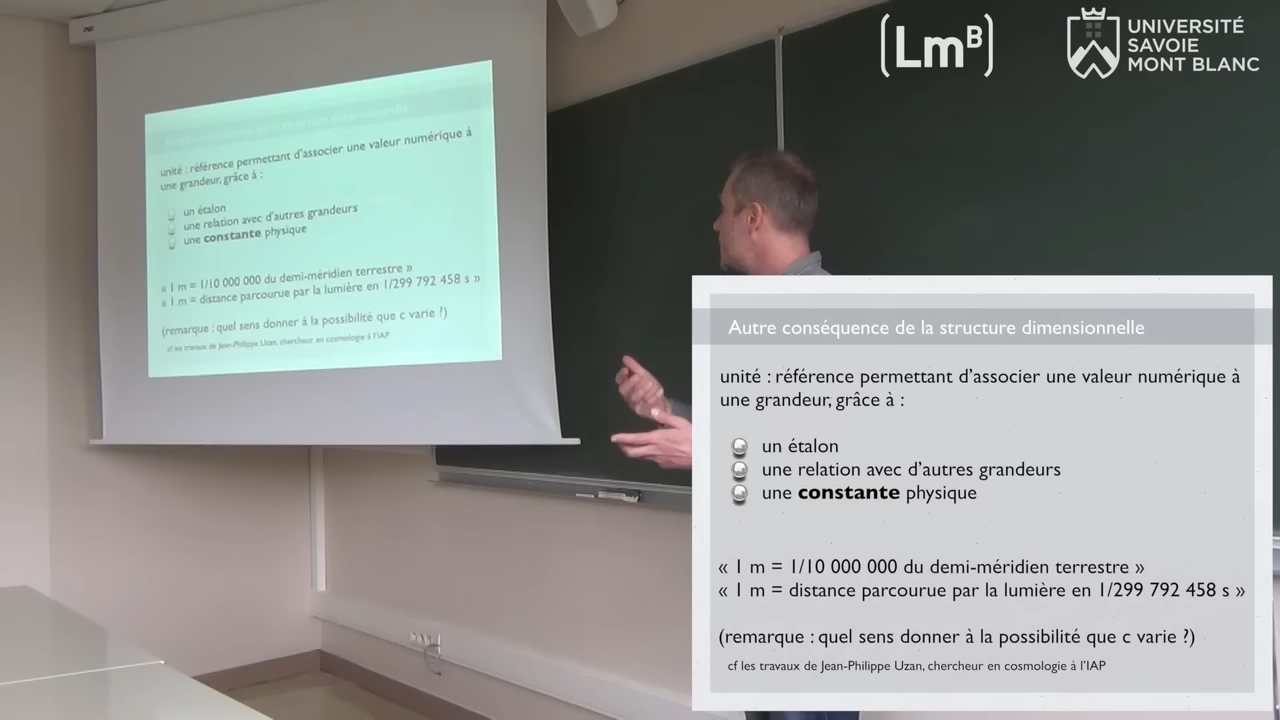 (Lmᴮ)
UNIVERSITÉ
SAVOIE
MONT BLANC
de la structure dimensionnelle
unité : référence permettant d'associer une valeur numérique à
une grandeur, grâce à :
un étalon
une relation avec d'autres grandeurs
une constante physique
« 1 m = 1/10 000 000 du demi-méridien terrestre »
« 1 m = distance parcourue par la lumière en 1/299 792 458 s »
(remarque : quel sens donner à la possibilité que c varie ?)
cf les travaux de Jean-Philippe Uzan, chercheur en cosmologie à l'IAP
Autre conséquence de la structure dimensionnelle
unité : référence permettant d'associer une valeur numérique à
une grandeur, grâce à :
un étalon
une relation avec d'autres grandeurs
une constante physique
« 1 m = 1/10 000 000 du demi-méridien terrestre »
« 1 m = distance parcourue par la lumière en 1/299 792 458 s »
(remarque : quel sens donner à la possibilité que c varie ?)
cf les travaux de Jean-Philippe Uzan, chercheur en cosmologie à l'IAP